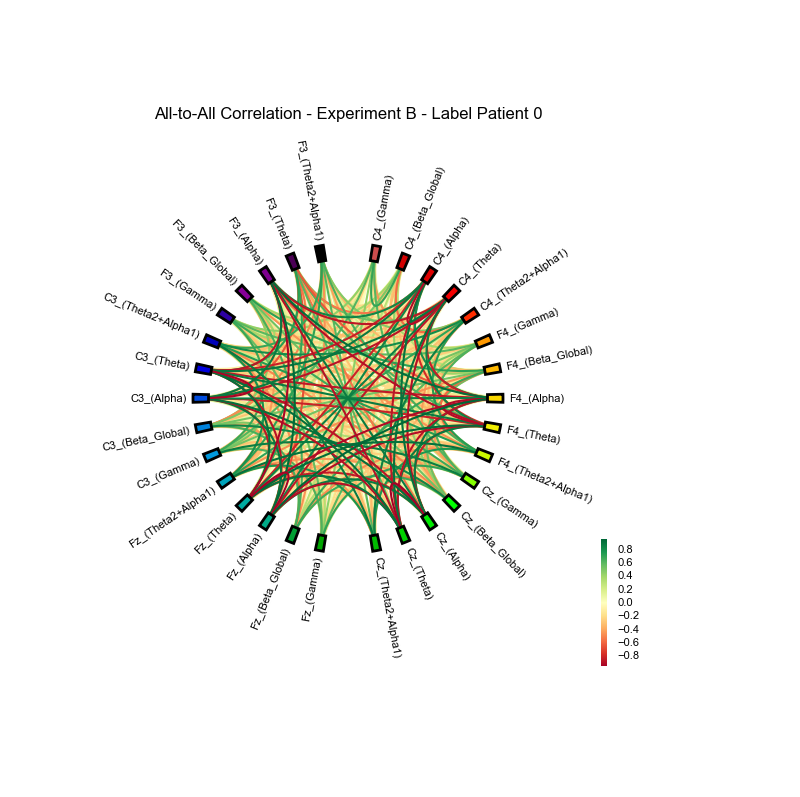 All-to-All Correlation - Experiment B - Label Patient 0
F3_(Theta2+Alpha1)
C4_(Gamma)
C4_(Beta_Global)
C4_(Alpha)
C4_(Theta)
C4_(Theta2+Alpha1)
F4_(Gamma)
F4_(Beta_Global)
F4_(Alpha)
F4_(Theta)
F4_(Theta2+Alpha1)
Cz_(Gamma)
Cz_(Beta_Global)
Cz_(Alpha)
Cz_(Theta)
Cz_(Theta2+Alpha1)
Fz_(Gamma)
Fz_(Beta_Global)
Fz_(Alpha)
Fz_(Theta)
Fz_(Theta2+Alpha1)
C3_(Gamma)
C3_(Beta_Global)
C3_(Alpha)
C3_(Theta)
C3_(Theta2+Alpha1)
F3_(Gamma)
F3_(Beta_Global)
F3_(Alpha)
F3_(Theta)
0.8
0.6
0.4
0.2
0.0
−0.2
−0.4
−0.6
−0.8